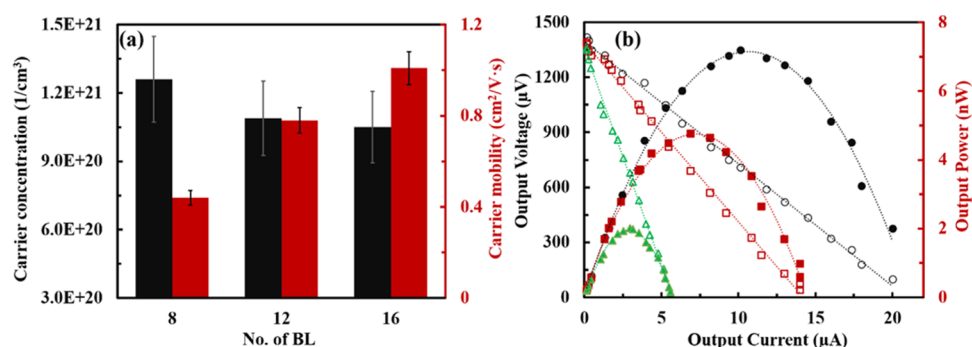 (a)
Carrier concentration (1/cm³)
1.5E+21
1.2E+21
9.0E+20
6.0E+20
3.0E+20
8
12
16
No. of BL
1.2
0.8
0.4
0
Carrier mobility (cm²/V·s)
(b)
Output Voltage (µV)
1500
1200
900
600
300
0
0
5
10
15
20
Output Current (µA)
8
6
4
2
0
Output Power (nW)